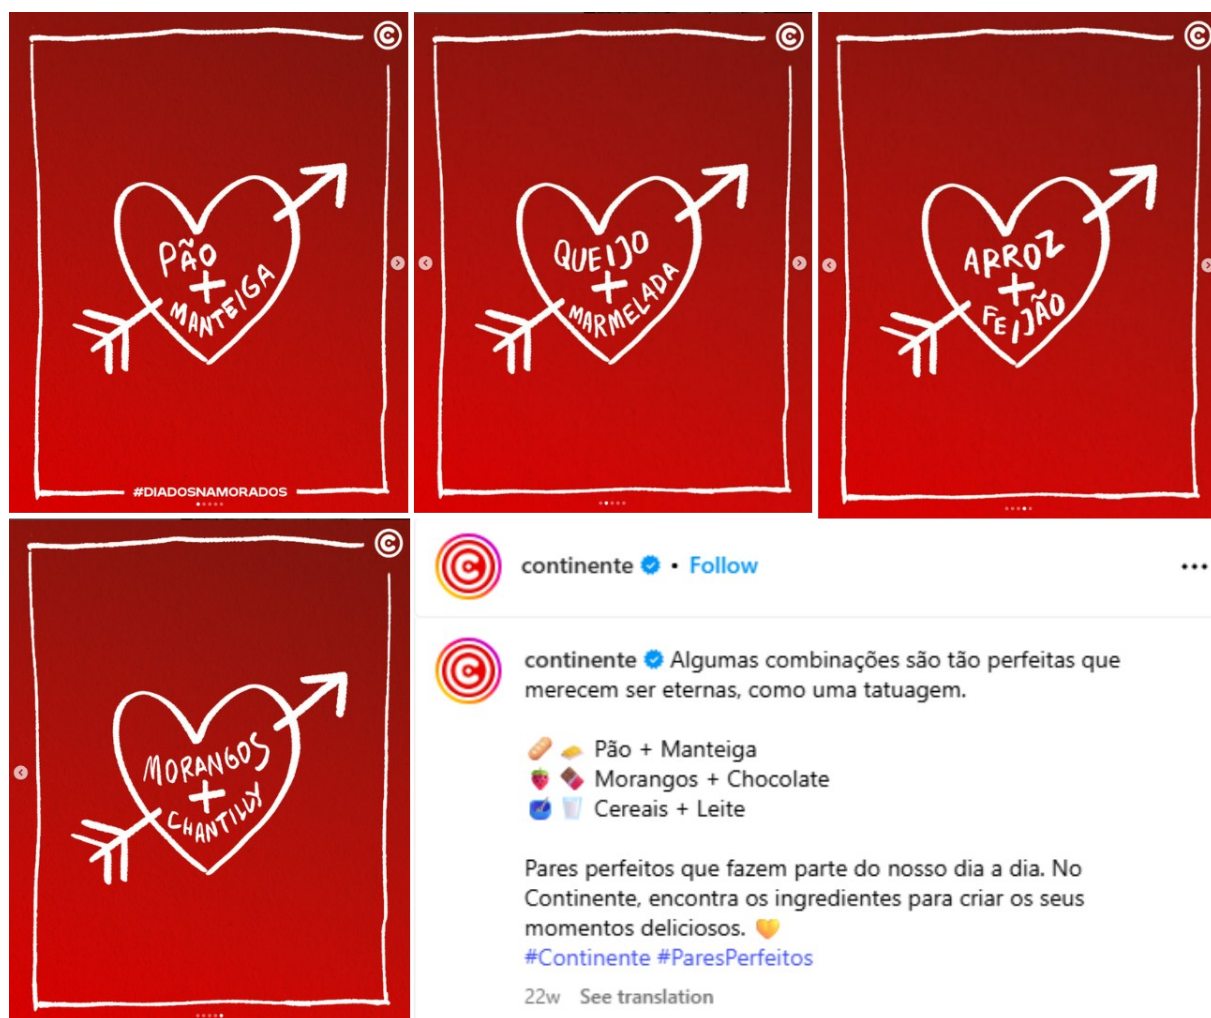 PÃO
+
MANTEIGA
#DIADOSNAMORADOS
QUEIJO
+
MARMELADA
ARROZ
+
FEIJÃO
MORANGOS
+
CHANTILLY
continente • Follow
continente Algumas combinações são tão perfeitas que
merecem ser eternas, como uma tatuagem.
Pão + Manteiga
Morangos + Chocolate
Cereais + Leite
Pares perfeitos que fazem parte do nosso dia a dia. No
Continente, encontra os ingredientes para criar os seus
momentos deliciosos. 🧡
#Continente #ParesPerfeitos
22w See translation